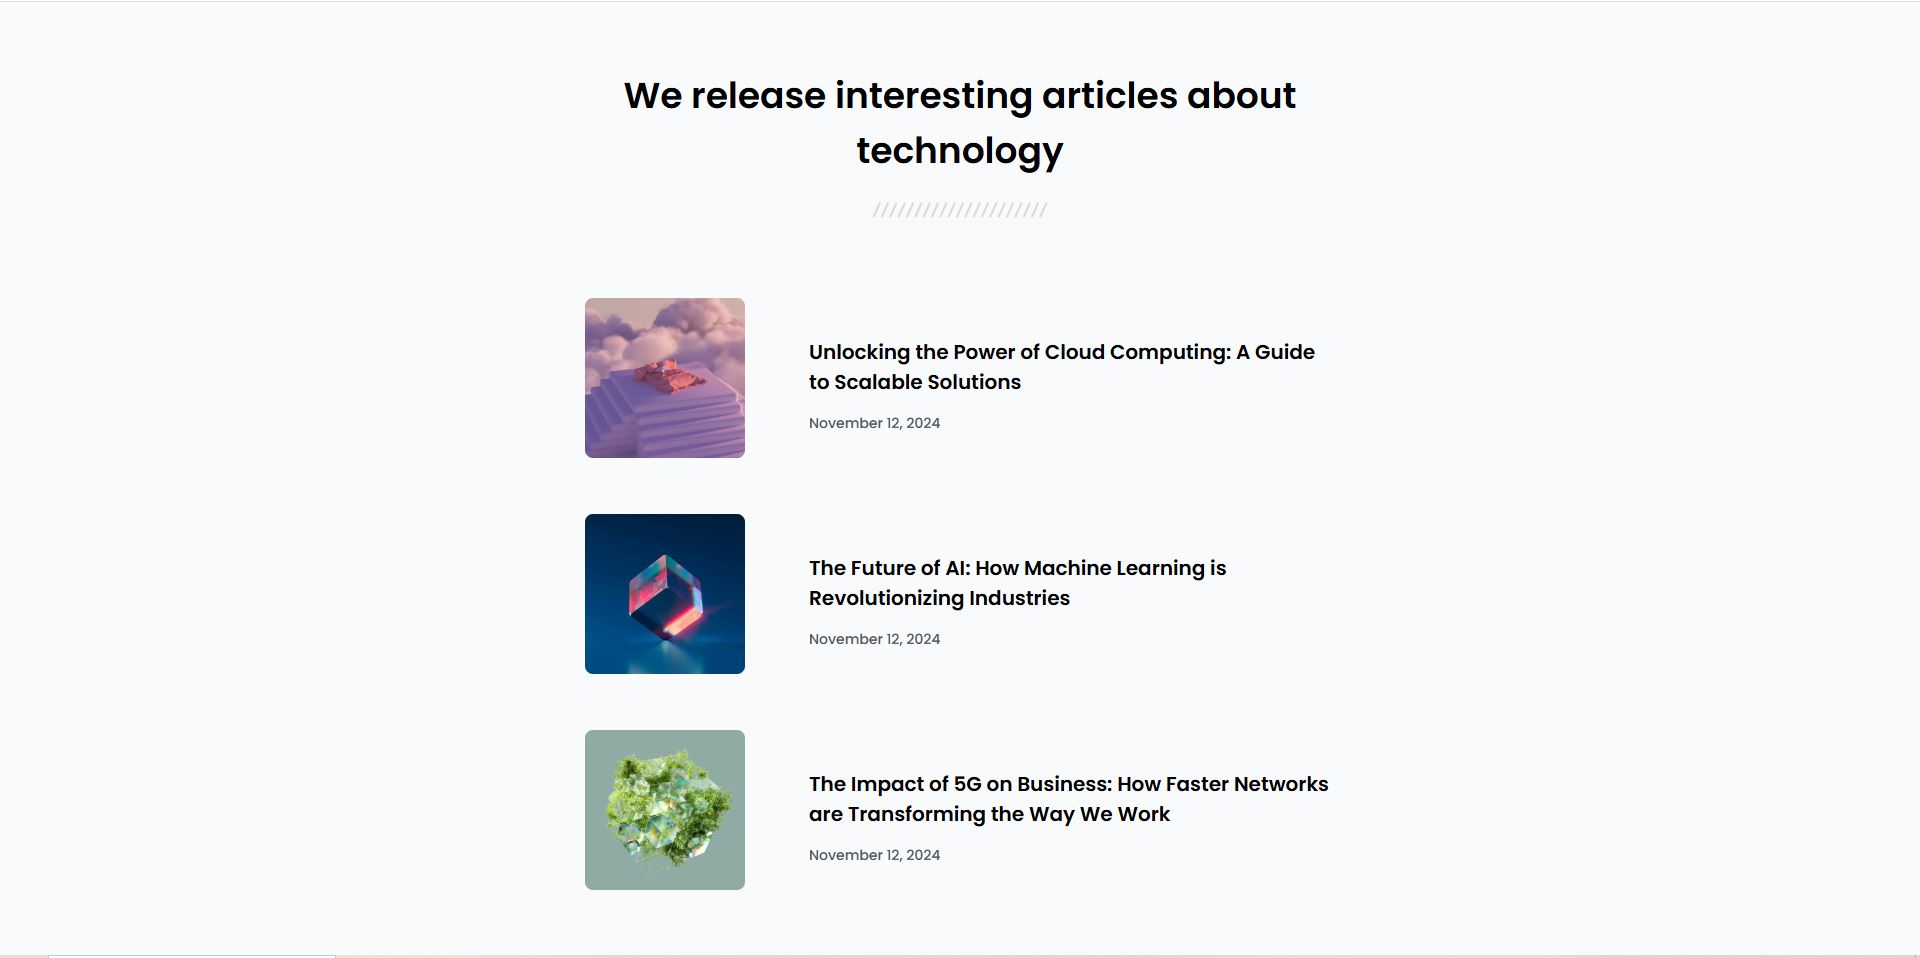 We release interesting articles about
technology
Unlocking the Power of Cloud Computing: A Guide
to Scalable Solutions
November 12, 2024
The Future of AI: How Machine Learning is
Revolutionizing Industries
November 12, 2024
The Impact of 5G on Business: How Faster Networks
are Transforming the Way We Work
November 12, 2024